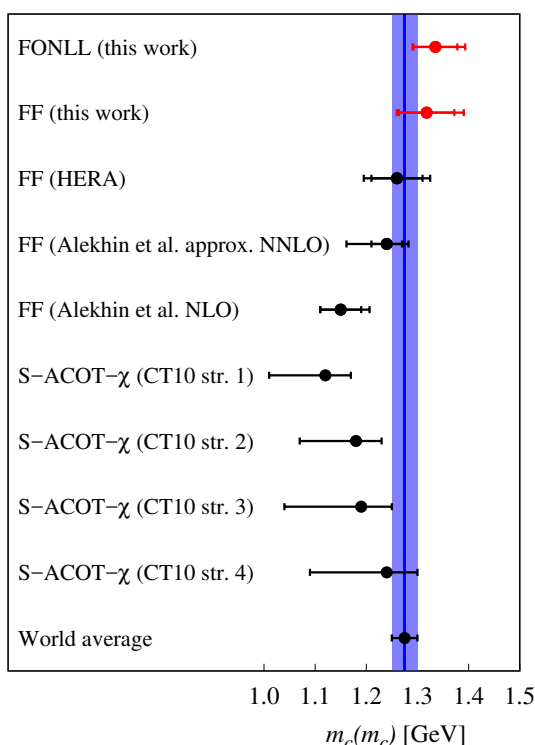 FONLL (this work)
FF (this work)
FF (HERA)
FF (Alekhin et al. approx. NNLO)
FF (Alekhin et al. NLO)
S−ACOT−χ (CT10 str. 1)
S−ACOT−χ (CT10 str. 2)
S−ACOT−χ (CT10 str. 3)
S−ACOT−χ (CT10 str. 4)
World average
1.0 1.1 1.2 1.3 1.4 1.5
m_c(m_c) [GeV]